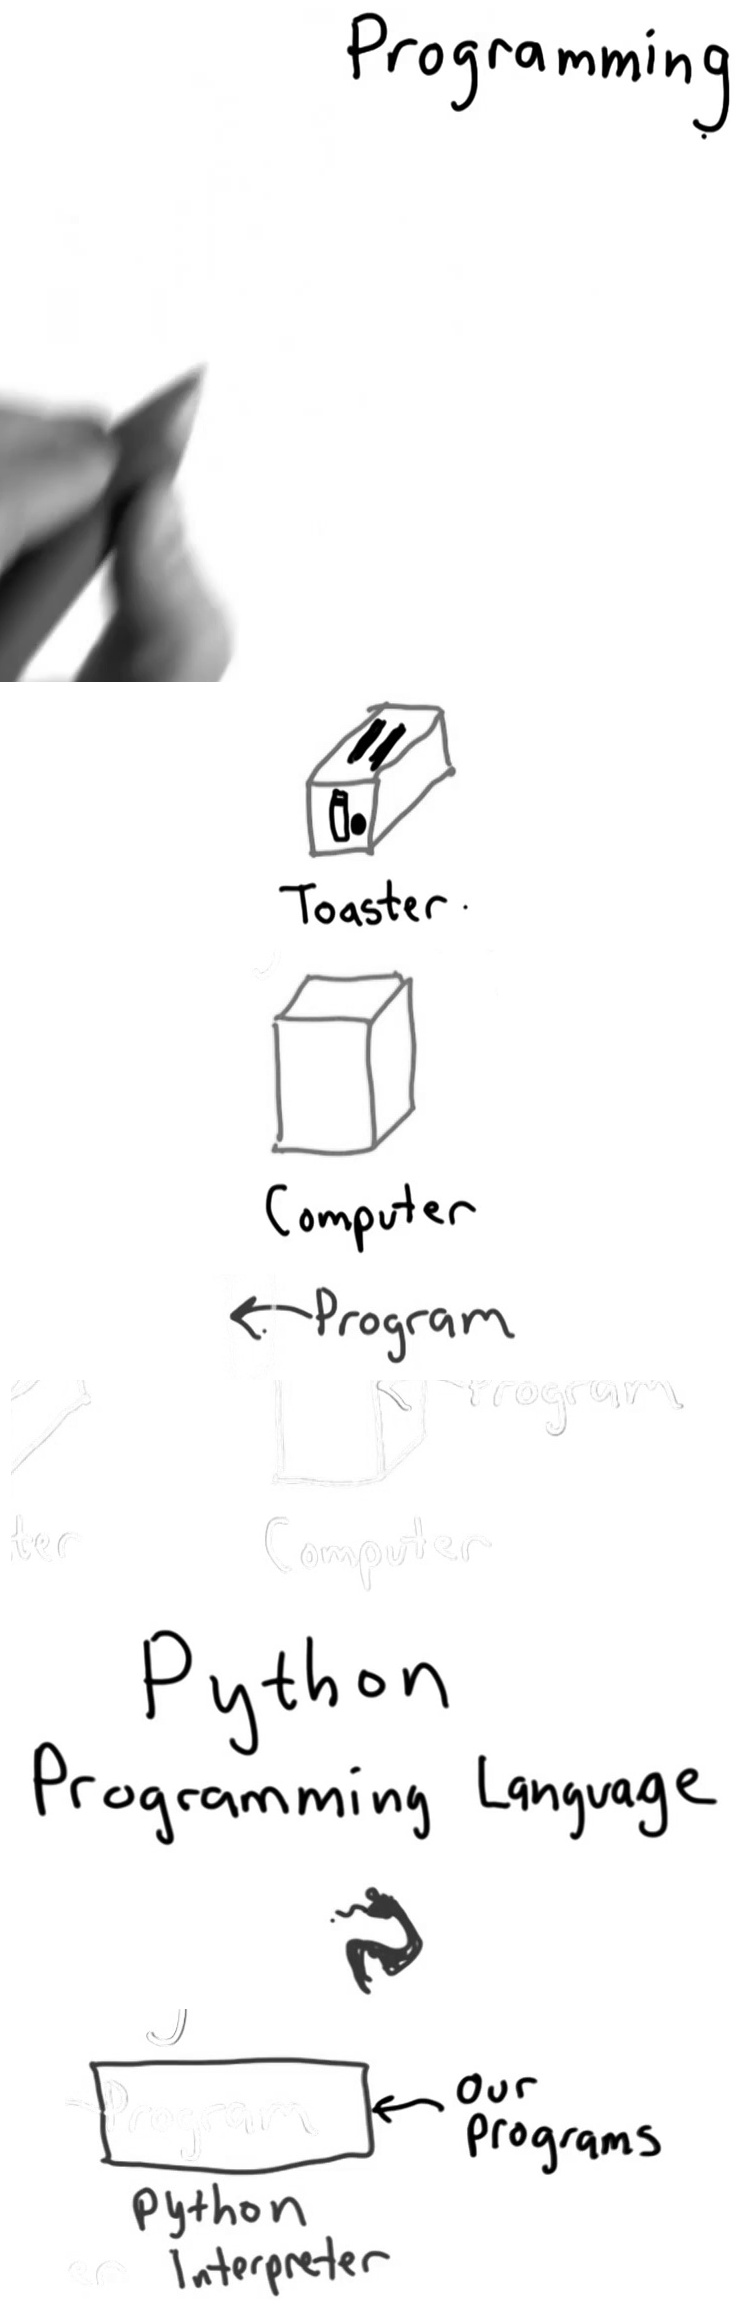 Programming
Toaster.
Computer
Program
Program
ter
Computer
Python
Programming Language
Program
Our
Programs
Python
Interpreter